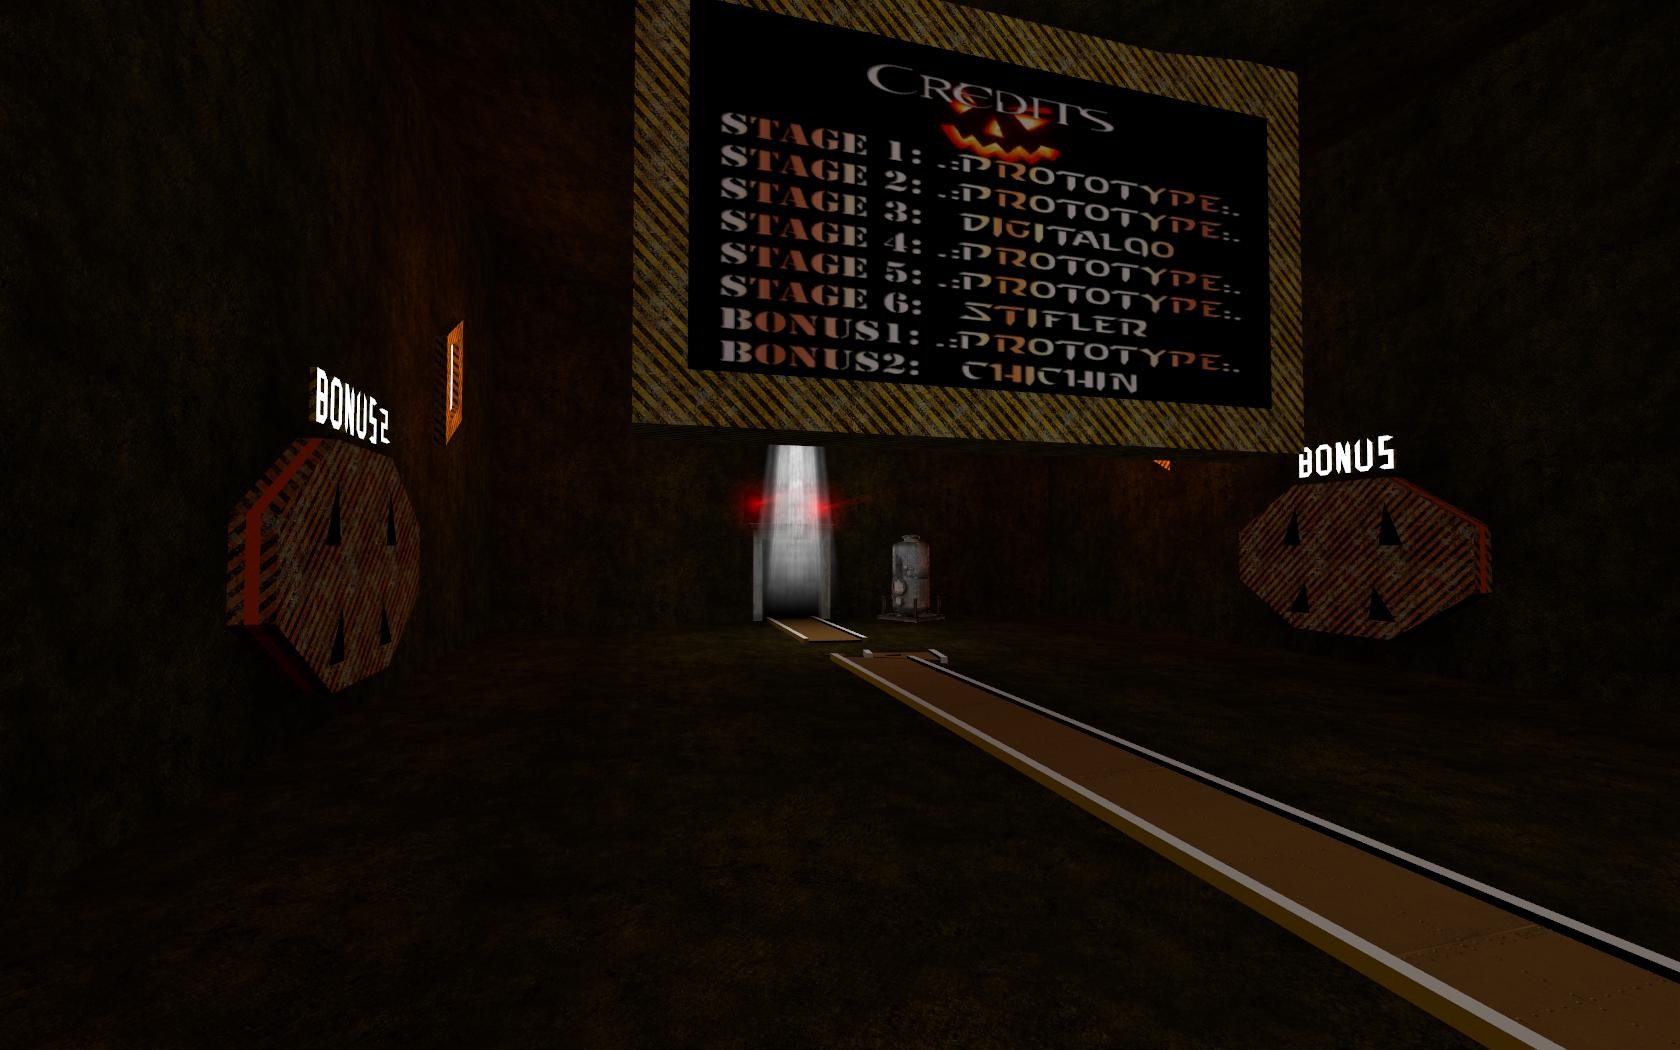 CREDITS
STAGE 1: .:PROTOTYPE:.
STAGE 2: .:PROTOTYPE:.
STAGE 3: DIGITALQO
STAGE 4: .:PROTOTYPE:.
STAGE 5: .:PROTOTYPE:.
STAGE 6: STIFLER
BONUS1: .:PROTOTYPE:.
BONUS2: CHICHIN
BONUS2
BONUS